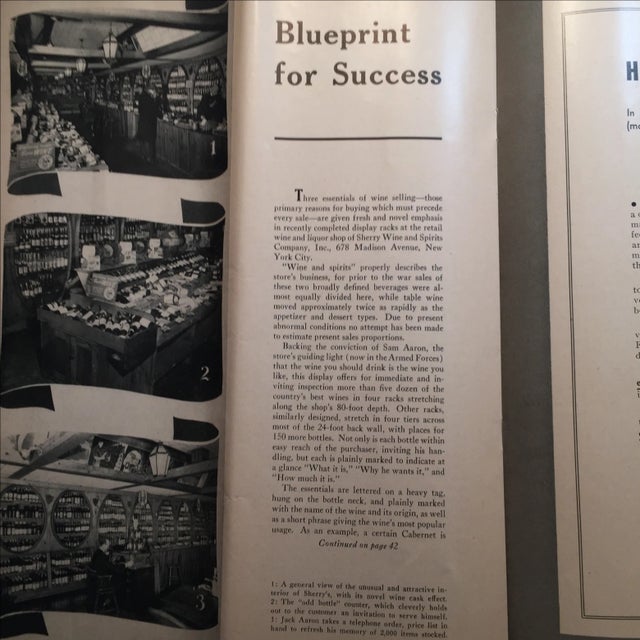 Blueprint
for Success
Three essentials of wine selling—those
primary reasons for buying which must precede
every sale—are given fresh and novel emphasis
in recently completed display racks at the retail
wine and liquor shop of Sherry Wine and Spirits
Company, Inc., 678 Madison Avenue, New
York City.
"Wine and spirits" properly describes the
store's business, for prior to the war sales of
these two broadly defined beverages were al-
most equally divided here, while table wine
moved approximately twice as rapidly as the
appetizer and dessert types. Due to present
abnormal conditions no attempt has been made
to estimate present sales proportions.
Backing the conviction of Sam Aaron, the
store's guiding light (now in the Armed Forces)
that the wine you should drink is the wine you
like, this display offers for immediate and in-
viting inspection more than five dozen of the
country's best wines in four racks stretching
along the shop's 80-foot depth. Other racks,
similarly designed, stretch in four tiers across
most of the 24-foot back wall, with places for
150 more bottles. Not only is each bottle within
easy reach of the purchaser, inviting his han-
dling, but each is plainly marked to indicate at
a glance "What it is," "Why he wants it," and
"How much it is."
The essentials are lettered on a heavy tag,
hung on the bottle neck, and plainly marked
with the name of the wine and its origin, as well
as a short phrase giving the wine's most popular
usage. As an example, a certain Cabernet is
Continued on page 42
1: A general view of the unusual and attractive in-
terior of Sherry's, with its novel wine cask effect.
2: The "odd bottle" counter, which cleverly holds
out to the customer an invitation to serve himself.
3: Jack Aaron takes a telephone order, price list in
hand to refresh his memory of 2,000 items stocked.
1
2
3
H
In
(mo